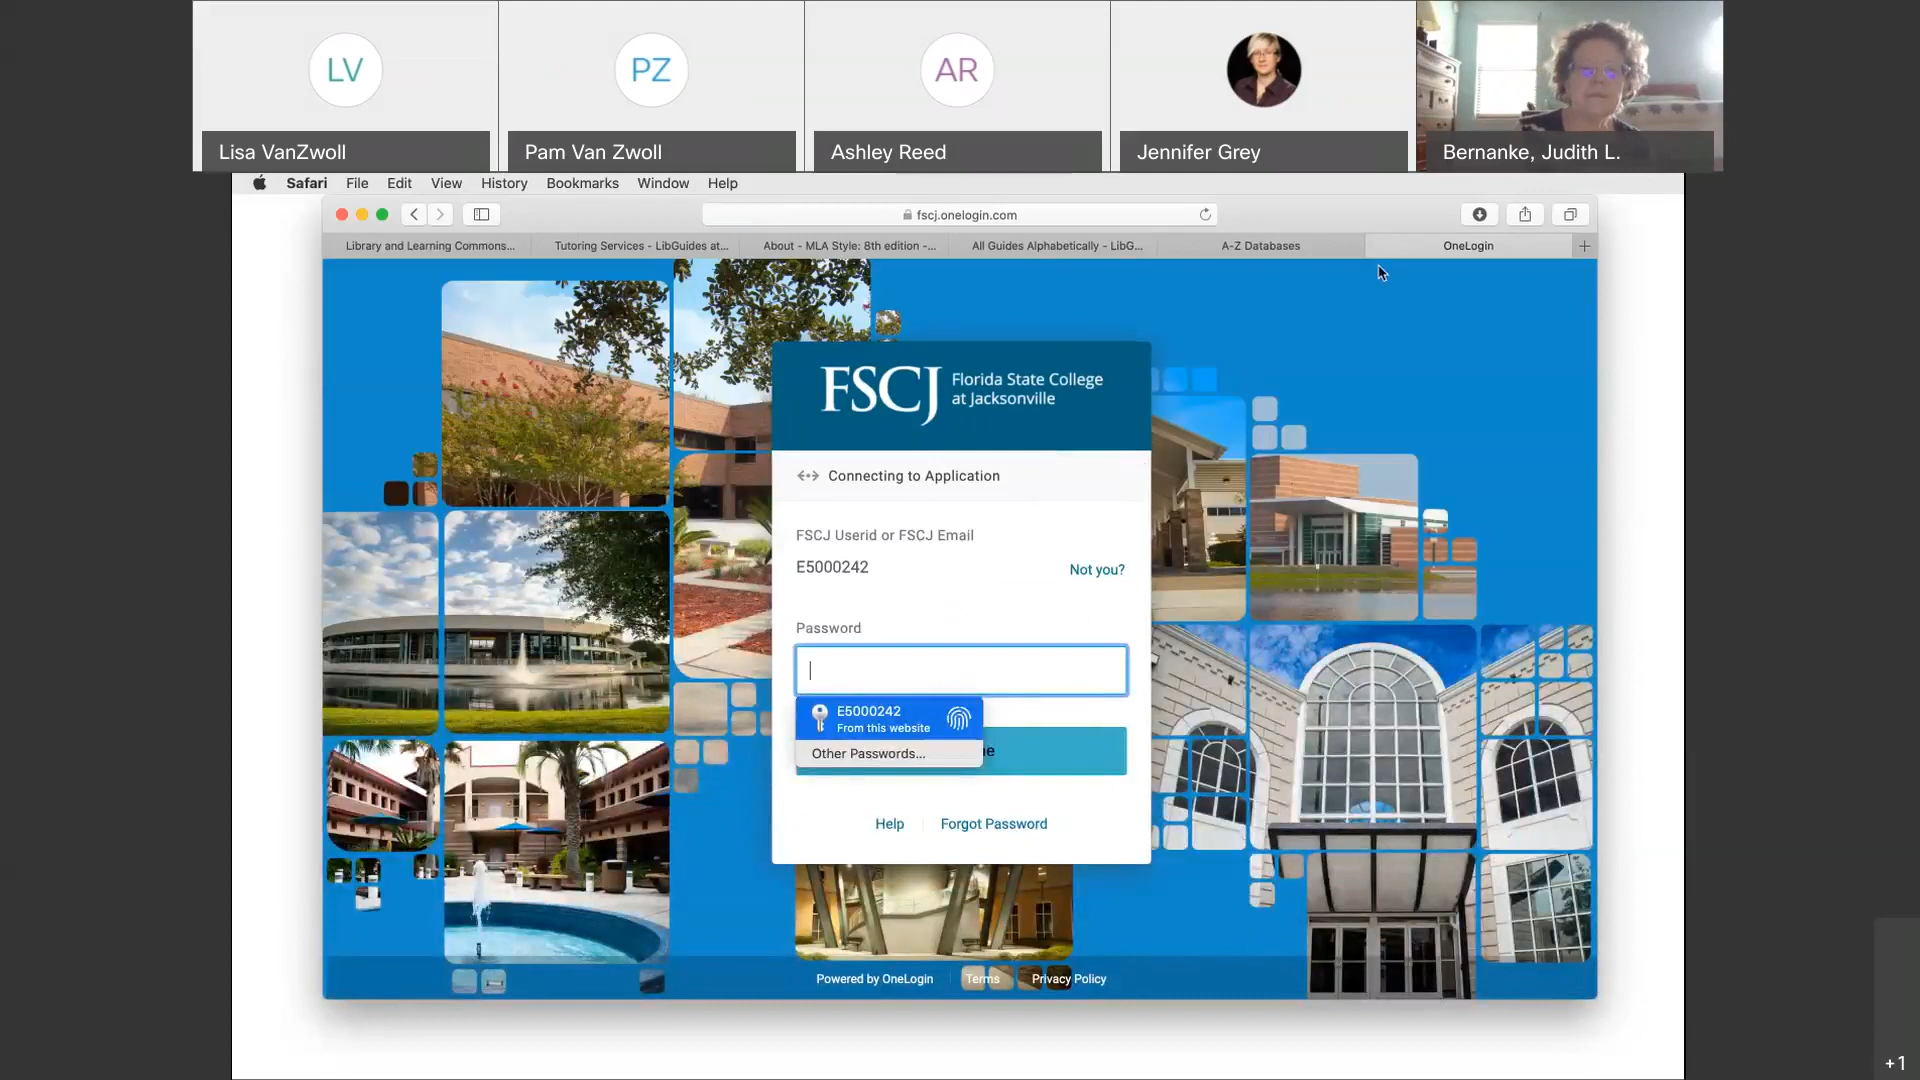 LV
PZ
AR
Lisa VanZwoll
Pam Van Zwoll
Ashley Reed
Jennifer Grey
Bernanke, Judith L.
Safari File Edit View History Bookmarks Window Help
fscj.onelogin.com
Library and Learning Commons...
Tutoring Services - LibGuides at...
About - MLA Style: 8th edition -...
All Guides Alphabetically - LibG...
A-Z Databases
OneLogin
FSCJ
Florida State College
at Jacksonville
Connecting to Application
FSCJ Userid or FSCJ Email
E5000242
Not you?
Password
E5000242
From this website
Other Passwords...
Help
Forgot Password
Powered by OneLogin
Terms
Privacy Policy
+1